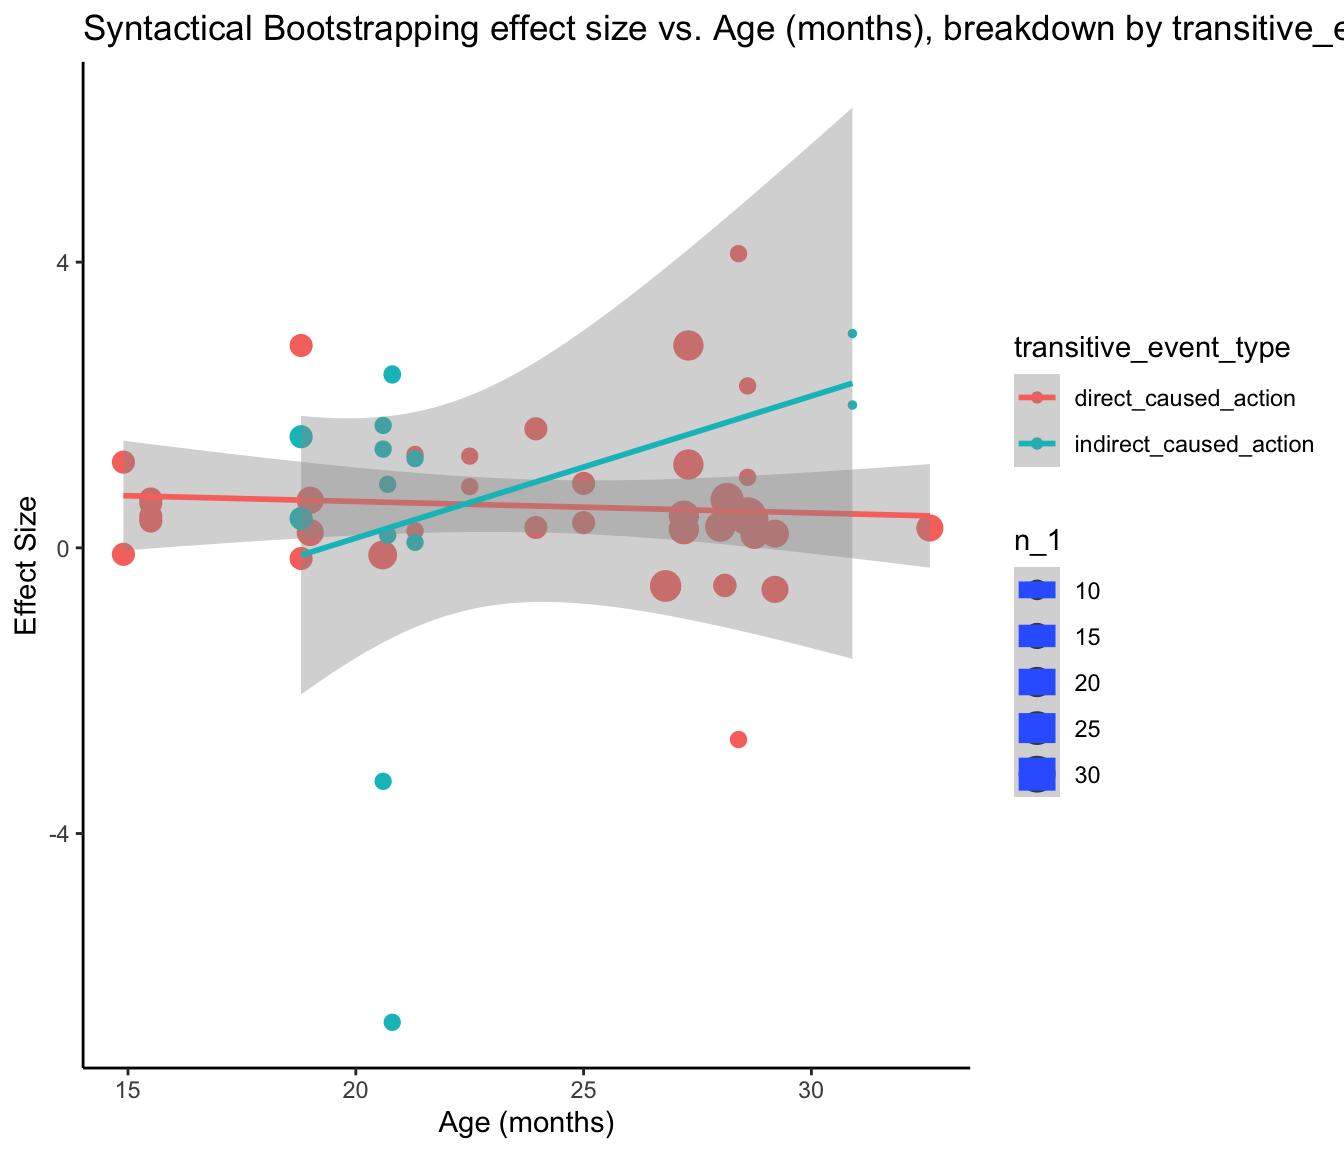 Syntactical Bootstrapping effect size vs. Age (months), breakdown by transitive_e
4
0
-4
Effect Size
15 20 25 30
Age (months)
transitive_event_type
direct_caused_action
indirect_caused_action
n_1
10
15
20
25
30